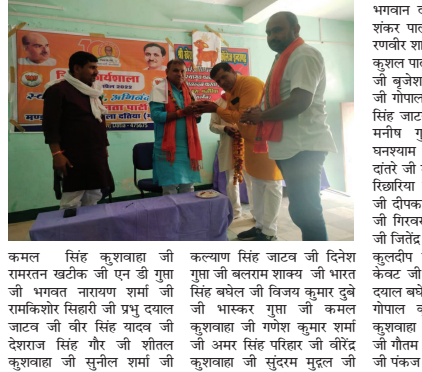 कार्यशाला
कमल सिंह कुशवाहा जी
रामरतन खटीक जी एन डी गुप्ता
जी भगवत नारायण शर्मा जी
रामकिशोर सिहारी जी प्रभु दयाल
जाटव जी वीर सिंह यादव जी
देशराज सिंह गौर जी शीतल
कुशवाहा जी सुनील शर्मा जी
कल्याण सिंह जाटव जी दिनेश
गुप्ता जी बलराम शाक्य जी भारत
सिंह बघेल जी विजय कुमार दुबे
जी भास्कर गुप्ता जी कमल
कुशवाहा जी गणेश कुमार शर्मा
जी अमर सिंह परिहार जी वीरेंद्र
कुशवाहा जी सुंदरम मुद्गल जी
भगवान
शंकर
रणवीर
कुशल
जी बृजेश
जी गोपाल
सिंह
मनीष
घनश्याम
दांतरे जी
रिछारिया
जी दीपक
जी
जी जितेंद्र
कुलदीप
केवट जी
दयाल
गोपाल
कुशवाहा
जी गौतम
जी पंकज